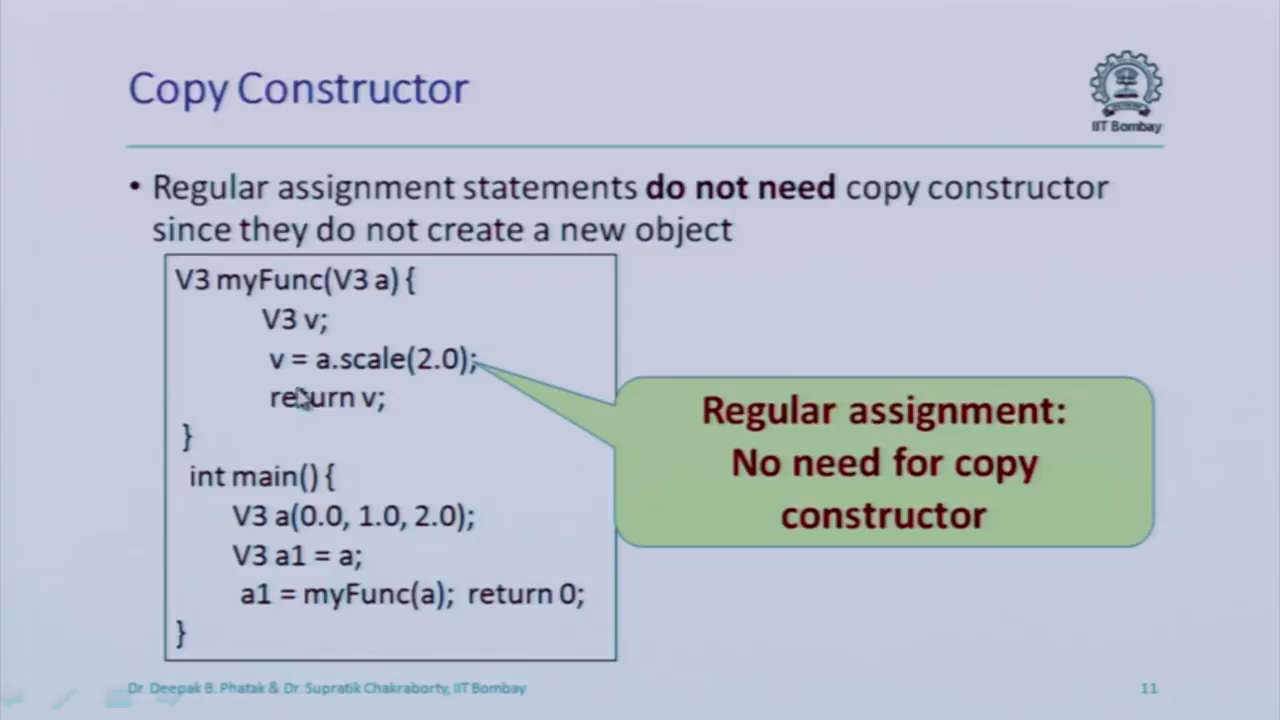 Copy Constructor
IIT Bombay
• Regular assignment statements do not need copy constructor
since they do not create a new object
V3 myFunc(V3 a) {
V3 v;
v = a.scale(2.0);
return v;
}
int main() {
V3 a(0.0, 1.0, 2.0);
V3 a1 = a;
a1 = myFunc(a); return 0;
}
Regular assignment:
No need for copy
constructor
Dr. Deepak B. Phatak & Dr. Supratik Chakraborty, IIT Bombay
11